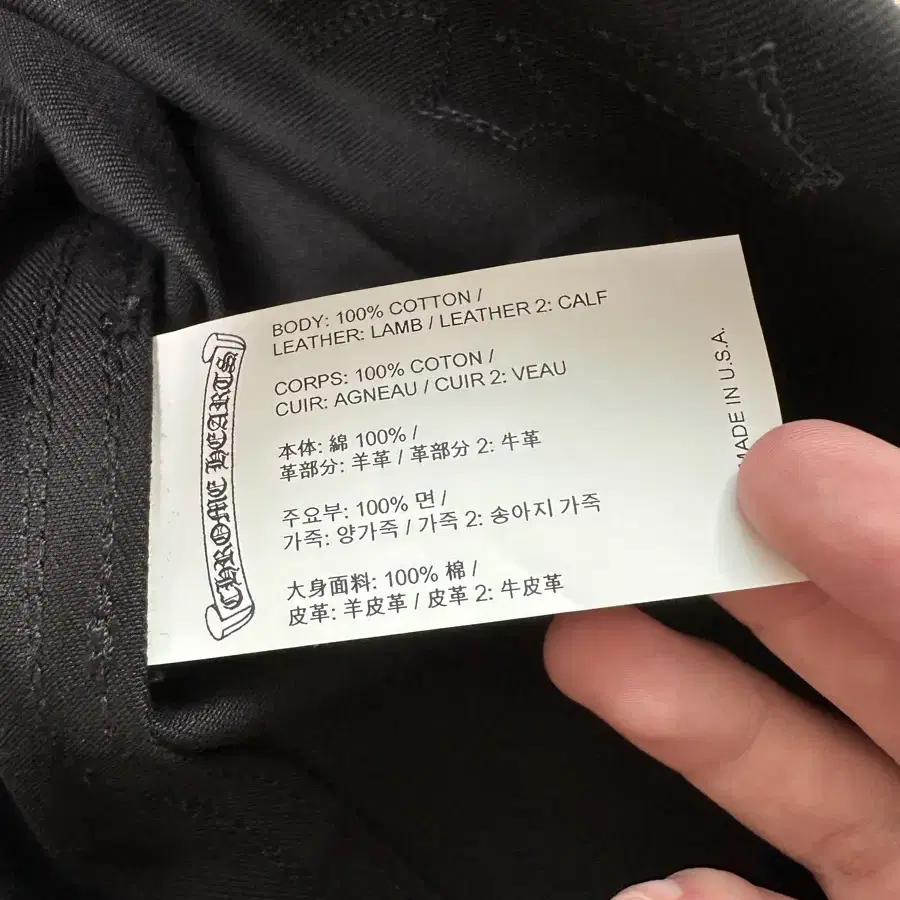 CHROME HEARTS
BODY: 100% COTTON /
LEATHER: LAMB / LEATHER 2: CALF
CORPS: 100% COTON /
CUIR: AGNEAU / CUIR 2: VEAU
本体: 綿 100% /
革部分: 羊革 / 革部分 2: 牛革
주요부: 100% 면 /
가죽: 양가죽 / 가죽 2: 송아지 가죽
大身面料: 100% 棉 /
皮革: 羊皮革 / 皮革 2: 牛皮革
MADE IN U.S.A.